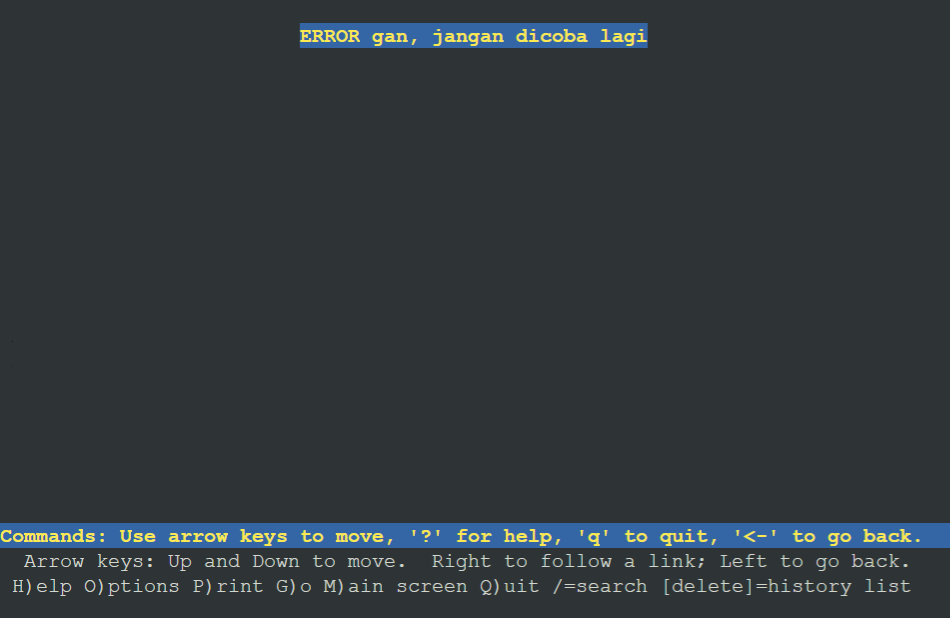 ERROR gan, jangan dicoba lagi
Commands: Use arrow keys to move, '?' for help, 'q' to quit, '<-' to go back.
Arrow keys: Up and Down to move.  Right to follow a link; Left to go back.
H)elp O)ptions P)rint G)o M)ain screen Q)uit /=search [delete]=history list